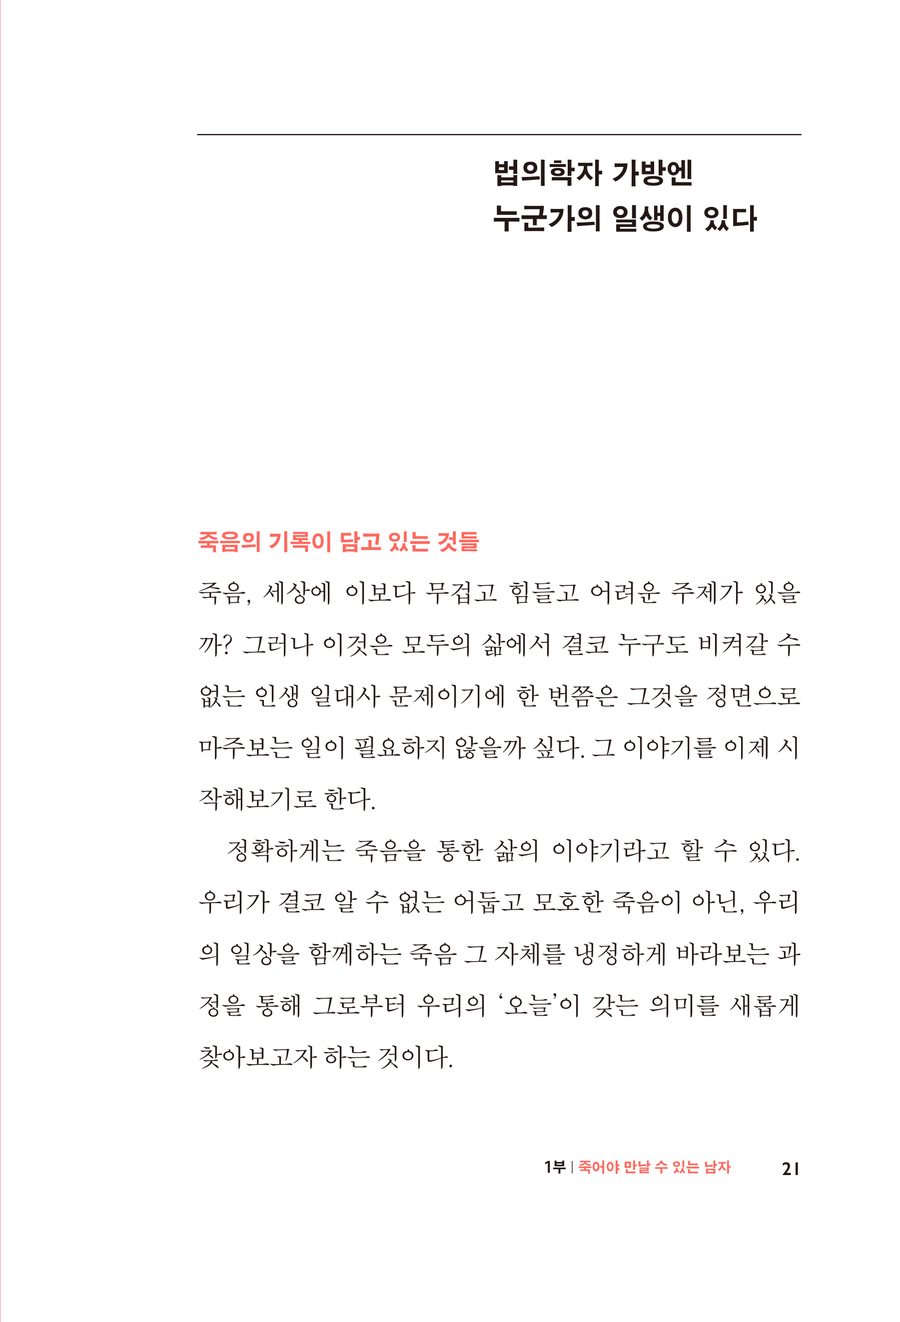 법의학자 가방엔
누군가의 일생이 있다
죽음의 기록이 담고 있는 것들
죽음, 세상에 이보다 무겁고 힘들고 어려운 주제가 있을
까? 그러나 이것은 모두의 삶에서 결코 누구도 비켜갈 수
없는 인생 일대사 문제이기에 한 번쯤은 그것을 정면으로
마주보는 일이 필요하지 않을까 싶다. 그 이야기를 이제 시
작해보기로 한다.
정확하게는 죽음을 통한 삶의 이야기라고 할 수 있다.
우리가 결코 알 수 없는 어둡고 모호한 죽음이 아닌, 우리
의 일상을 함께하는 죽음 그 자체를 냉정하게 바라보는 과
정을 통해 그로부터 우리의 ‘오늘’이 갖는 의미를 새롭게
찾아보고자 하는 것이다.
1부 | 죽어야 만날 수 있는 남자 21